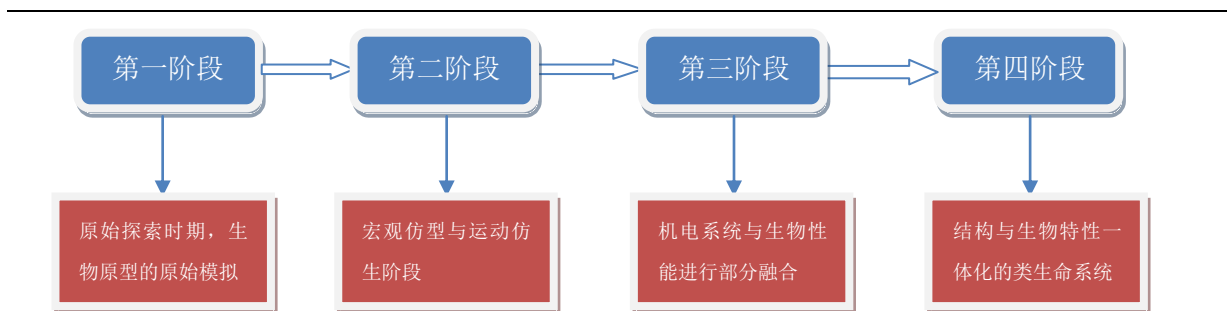 第一阶段
第二阶段
第三阶段
第四阶段
原始探索时期，生
物原型的原始模拟
宏观仿型与运动仿
生阶段
机电系统与生物性
能进行部分融合
结构与生物特性一
体化的类生命系统